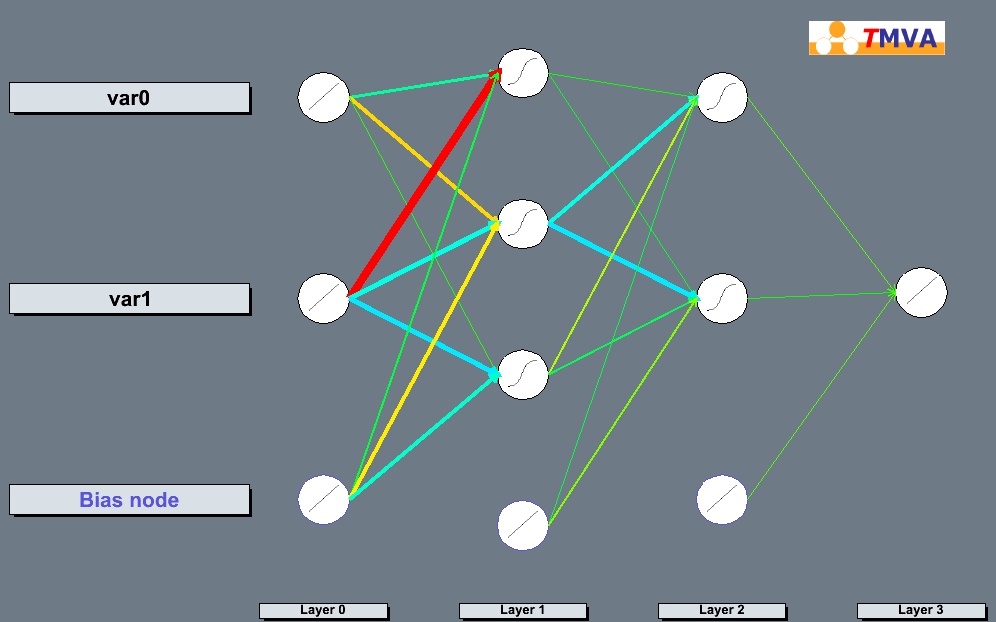 TMVA
var0
var1
Bias node
Layer 0
Layer 1
Layer 2
Layer 3